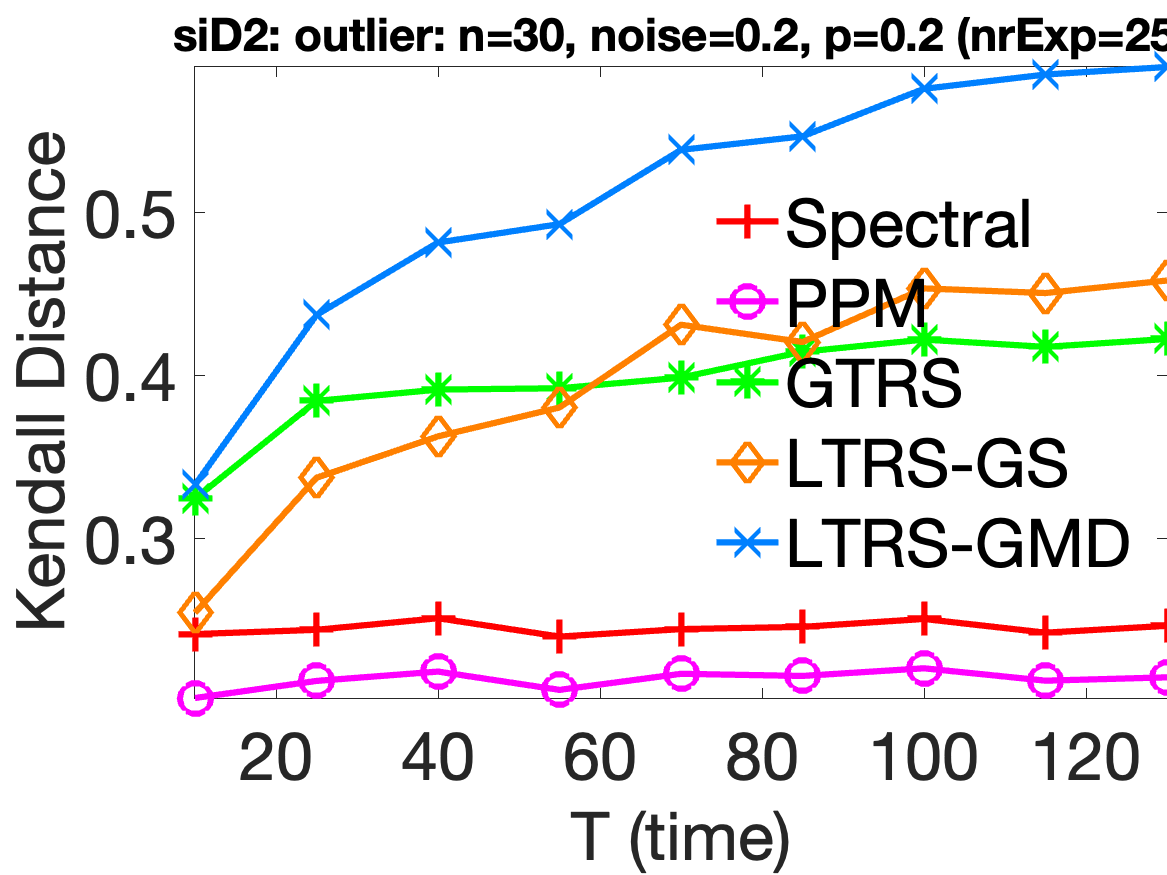 siD2: outlier: n=30, noise=0.2, p=0.2 (nrExp=25
Kendall Distance
0.5
0.4
0.3
Spectral
PPM
GTRS
LTRS-GS
LTRS-GMD
20 40 60 80 100 120
T (time)